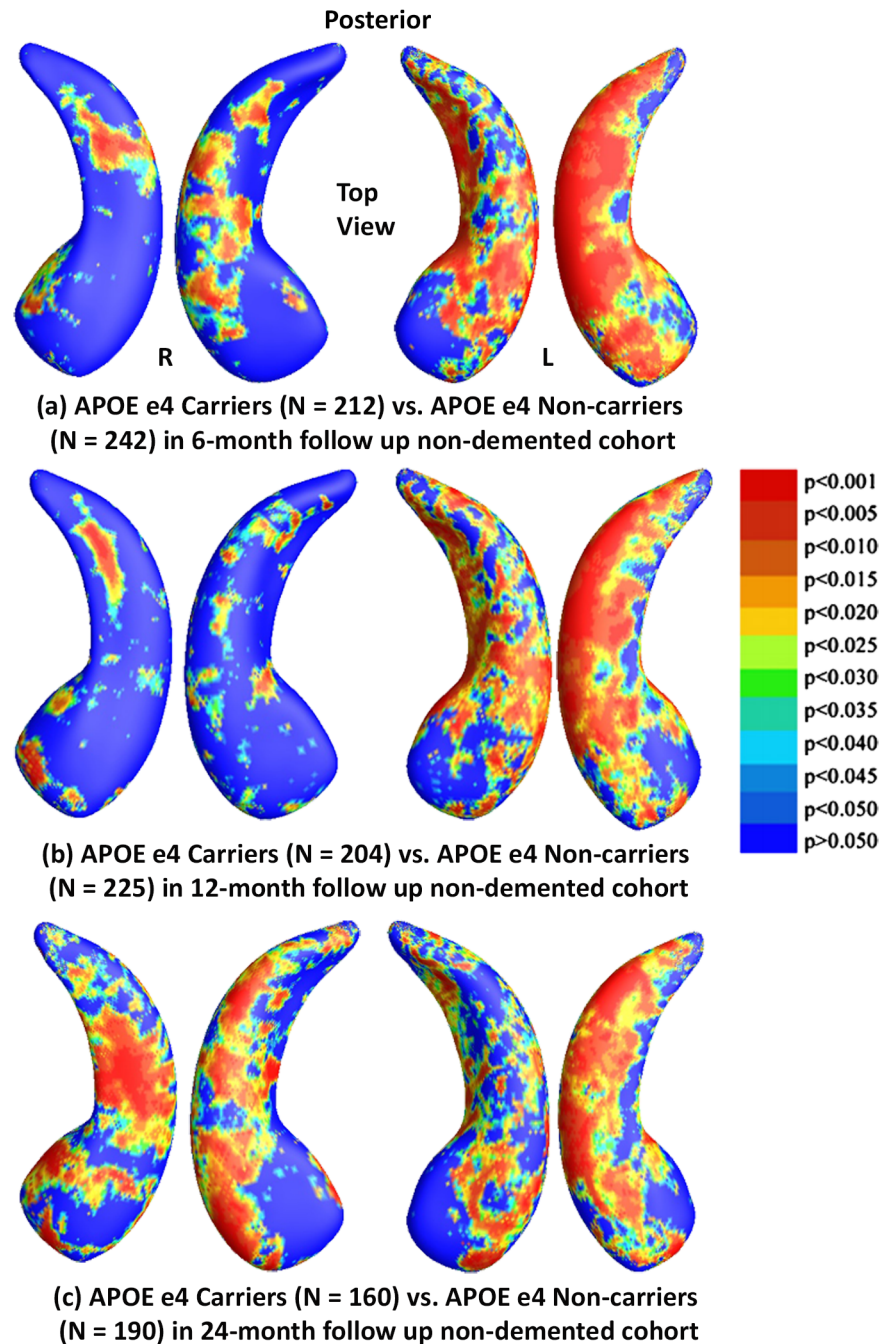 Posterior
Top
View
R
L
(a) APOE e4 Carriers (N = 212) vs. APOE e4 Non-carriers
(N = 242) in 6-month follow up non-demented cohort
p<0.001
p<0.005
p<0.010
p<0.015
p<0.020
p<0.025
p<0.030
p<0.035
p<0.040
p<0.045
p<0.050
p>0.050
(b) APOE e4 Carriers (N = 204) vs. APOE e4 Non-carriers
(N = 225) in 12-month follow up non-demented cohort
(c) APOE e4 Carriers (N = 160) vs. APOE e4 Non-carriers
(N = 190) in 24-month follow up non-demented cohort